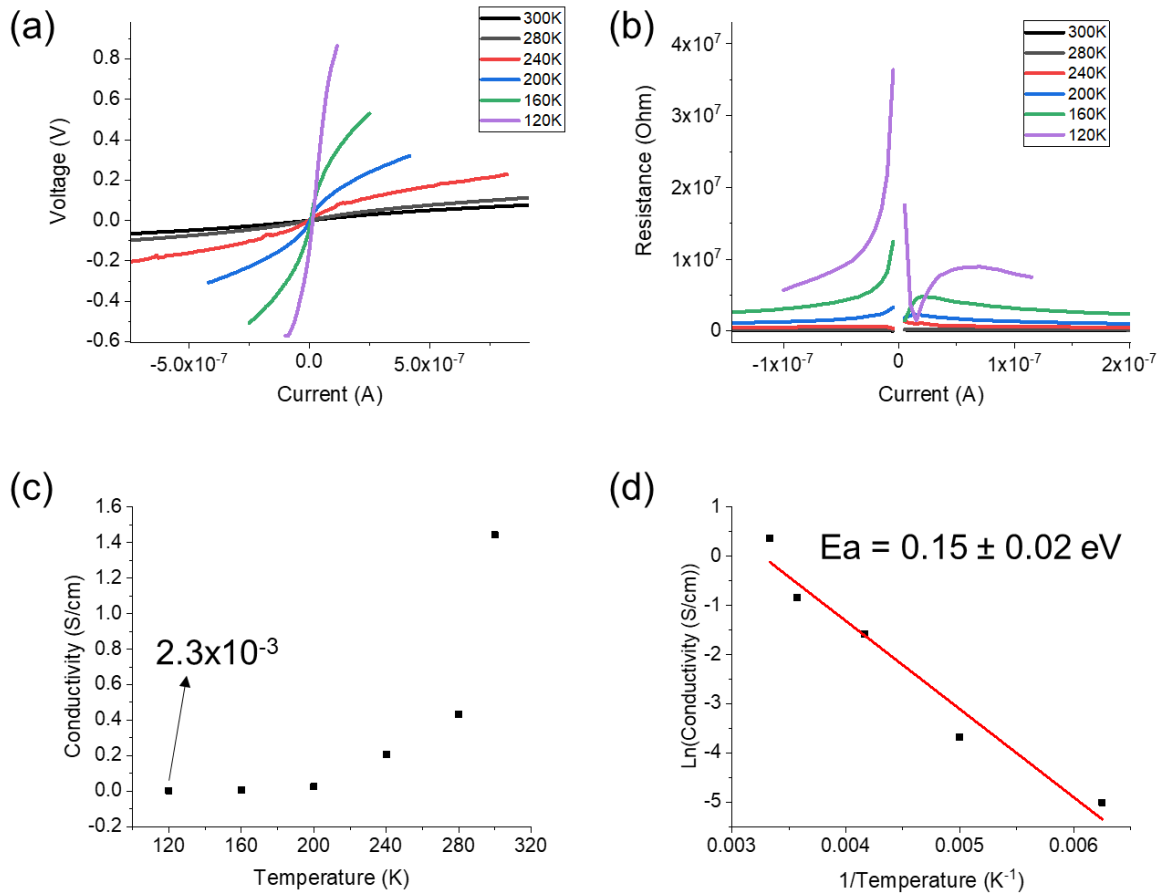 (a)
300K
280K
240K
200K
160K
120K
0.8
0.6
0.4
0.2
0.0
-0.2
-0.4
-0.6
Voltage (V)
-5.0x10⁻⁷
0.0
5.0x10⁻⁷
Current (A)
(b)
300K
280K
240K
200K
160K
120K
4x10⁷
3x10⁷
2x10⁷
1x10⁷
0
Resistance (Ohm)
-1x10⁻⁷
0
1x10⁻⁷
2x10⁻⁷
Current (A)
(c)
1.6
1.4
1.2
1.0
0.8
0.6
0.4
0.2
0.0
-0.2
Conductivity (S/cm)
2.3x10⁻³
120
160
200
240
280
320
Temperature (K)
(d)
Ea = 0.15 ± 0.02 eV
1
0
-1
-2
-3
-4
-5
Ln(Conductivity (S/cm))
0.003
0.004
0.005
0.006
1/Temperature (K⁻¹)